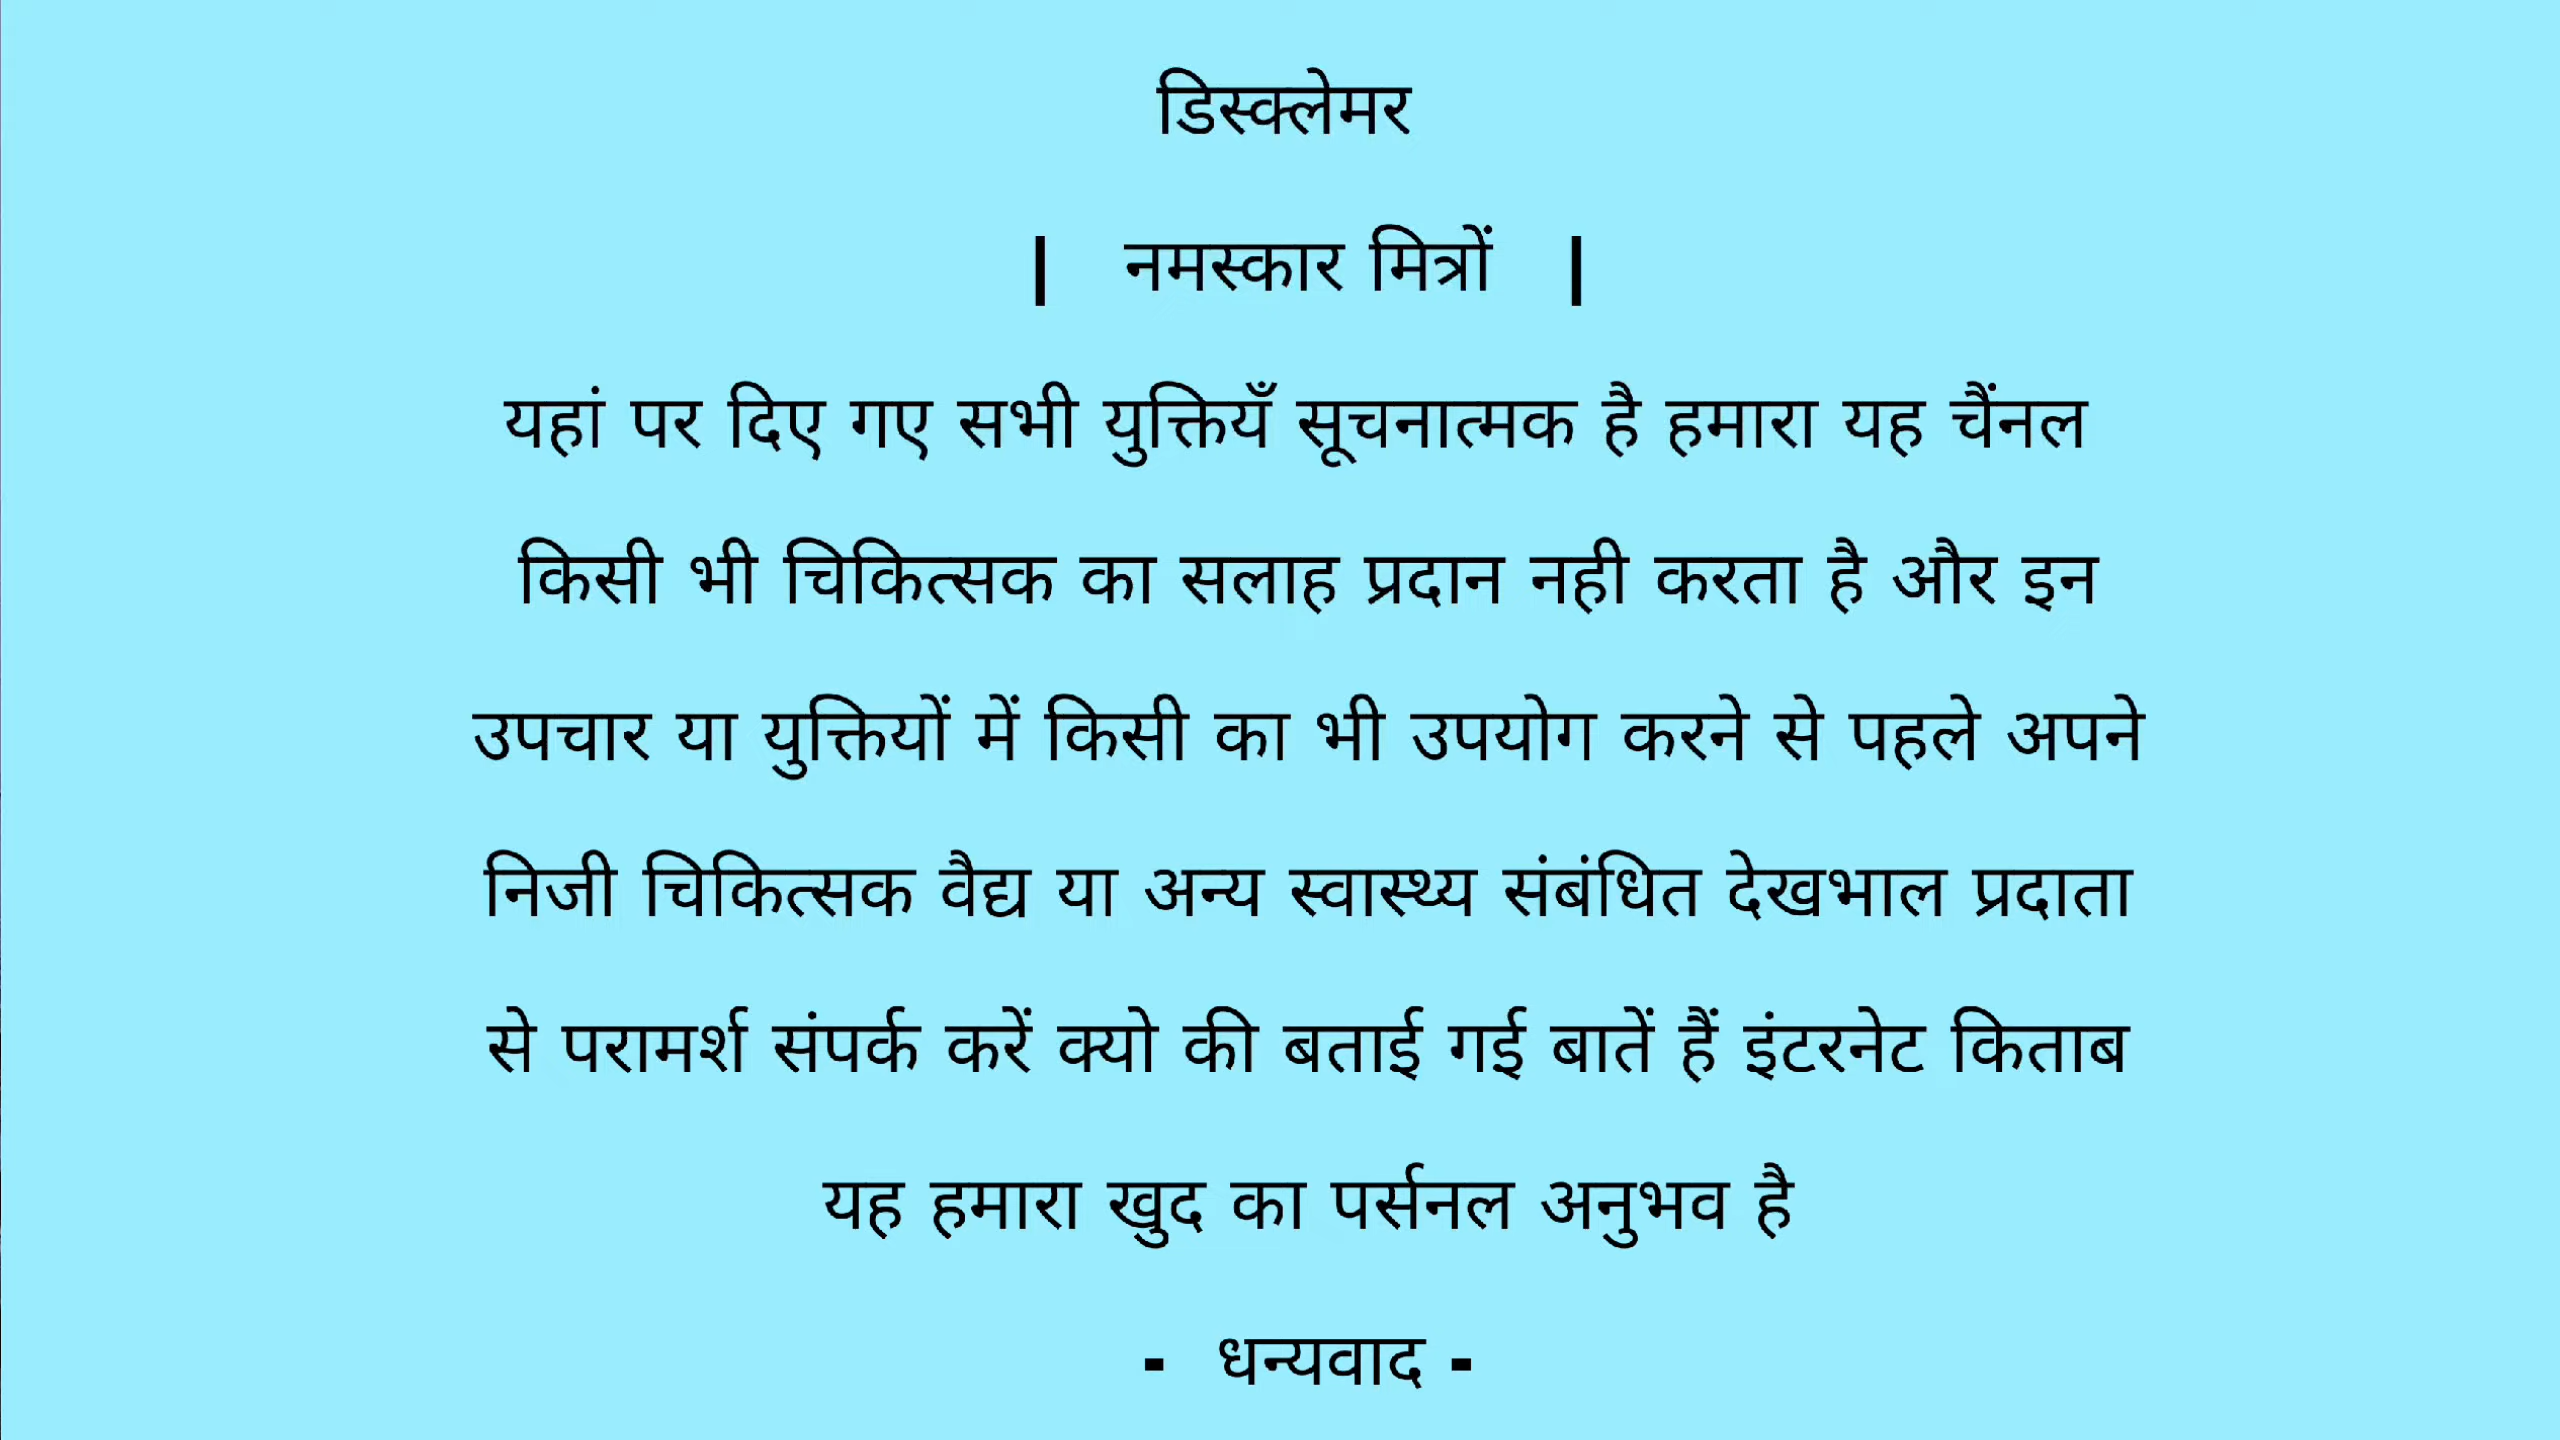 डिस्क्लेमर
| नमस्कार मित्रों |
यहां पर दिए गए सभी युक्तियँ सूचनात्मक है हमारा यह चैंनल
किसी भी चिकित्सक का सलाह प्रदान नही करता है और इन
उपचार या युक्तियों में किसी का भी उपयोग करने से पहले अपने
निजी चिकित्सक वैद्य या अन्य स्वास्थ्य संबंधित देखभाल प्रदाता
से परामर्श संपर्क करें क्यो की बताई गई बातें हैं इंटरनेट किताब
यह हमारा खुद का पर्सनल अनुभव है
- धन्यवाद -